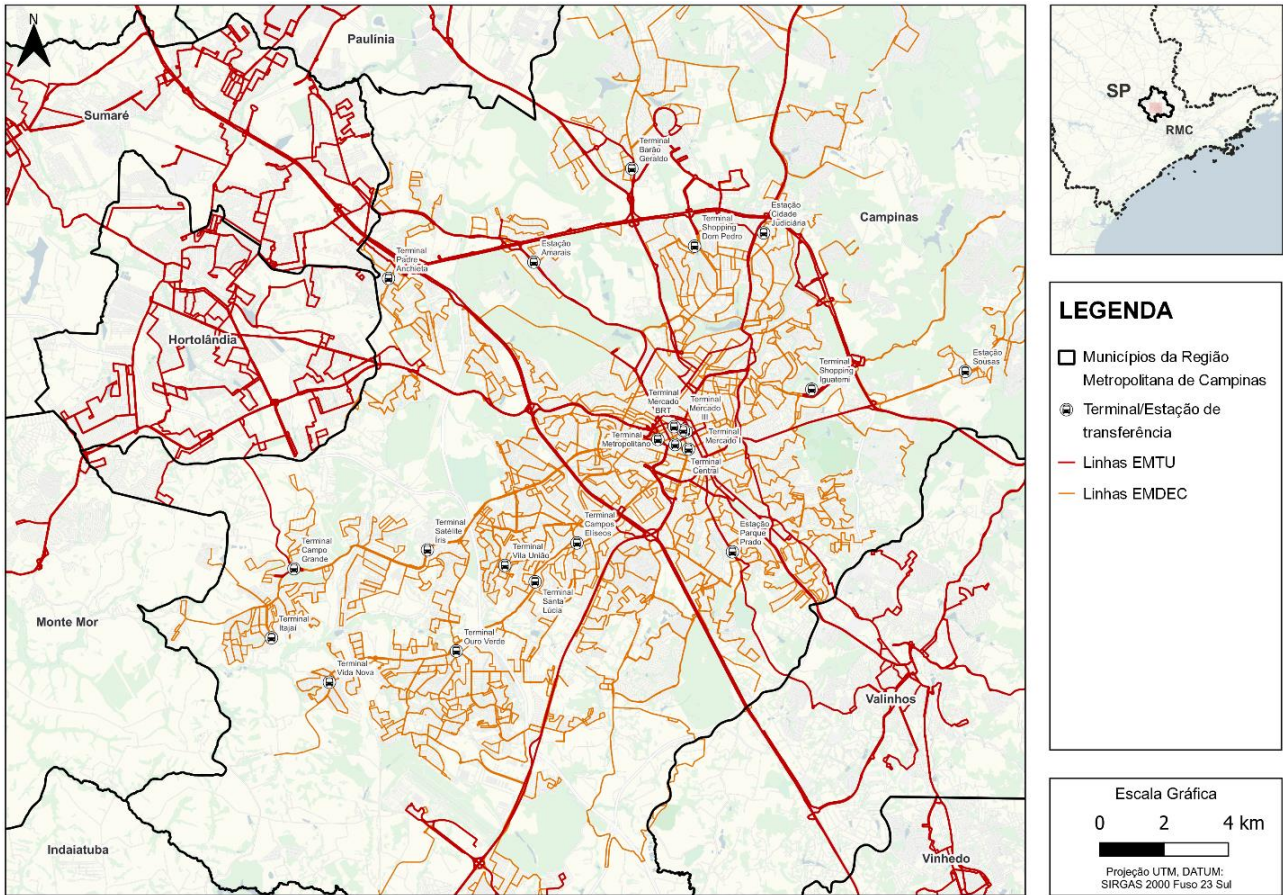 N
Paulínia
Sumaré
Terminal
Barão
Geraldo
Estação
Cidade
Judiciária
Campinas
Terminal
Shopping
Dom Pedro
Estação
Amarais
Terminal
Padre
Anchieta
Hortolândia
Terminal
Shopping
Iguatemi
Estação
Sousas
Terminal
Mercado
BRT
Terminal
Mercado
III
Terminal
Metropolitano
Terminal
Mercado I
Terminal
Central
Terminal
Campos
Elíseos
Estação
Parque
Prado
Terminal
Satélite
Íris
Terminal
Vila União
Terminal
Campo
Grande
Terminal
Santa
Lúcia
Monte Mor
Terminal
Itajaí
Terminal
Ouro Verde
Terminal
Vida Nova
Valinhos
Indaiatuba
Vinhedo
SP
RMC
LEGENDA
Municípios da Região
Metropolitana de Campinas
Terminal/Estação de
transferência
Linhas EMTU
Linhas EMDEC
Escala Gráfica
0 2 4 km
Projeção UTM, DATUM:
SIRGAS 2000 Fuso 23 Sul